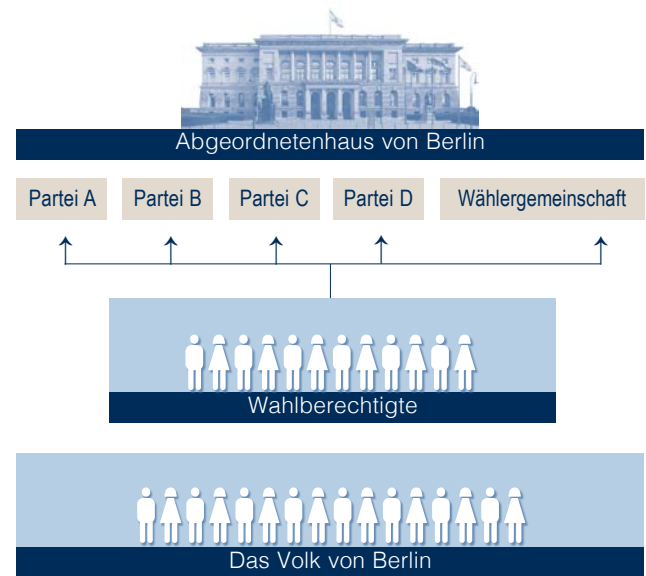 Abgeordnetenhaus von Berlin
Partei A Partei B Partei C Partei D Wählergemeinschaft
Wahlberechtigte
Das Volk von Berlin